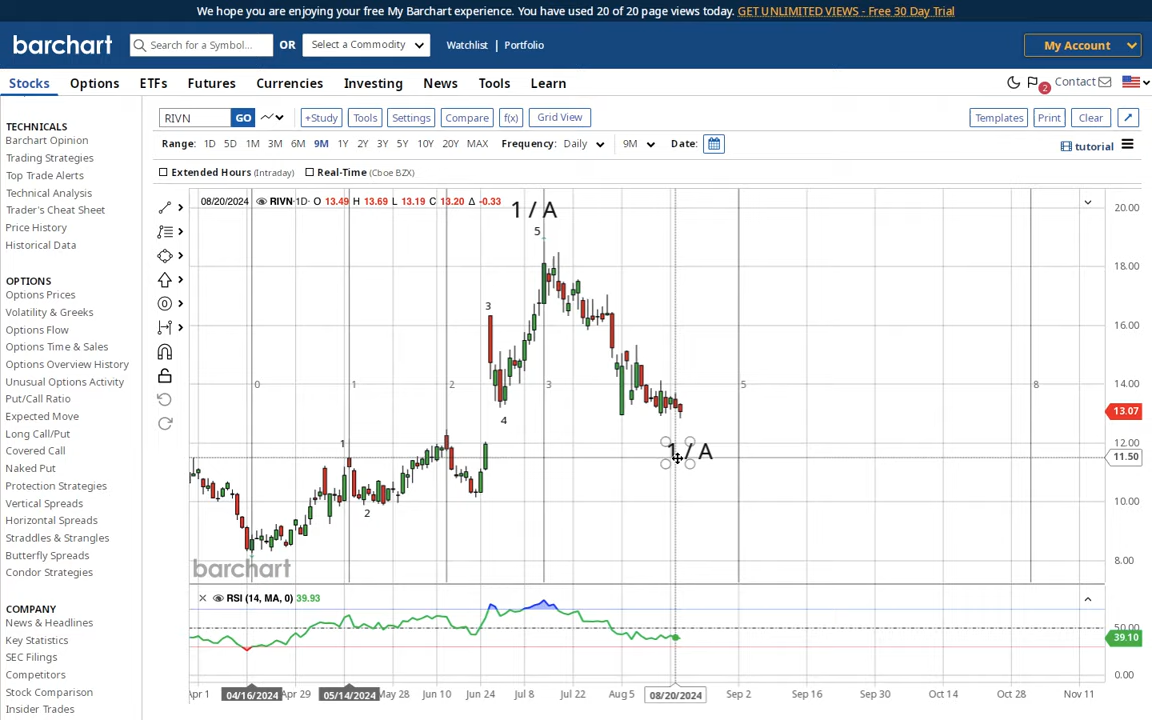 We hope you are enjoying your free My Barchart experience. You have used 20 of 20 page views today. GET UNLIMITED VIEWS - Free 30 Day Trial
barchart
Search for a Symbol...
OR
Select a Commodity
Watchlist | Portfolio
My Account
Stocks Options ETFs Futures Currencies Investing News Tools Learn
2
Contact
TECHNICALS
Barchart Opinion
Trading Strategies
Top Trade Alerts
Technical Analysis
Trader's Cheat Sheet
Price History
Historical Data
OPTIONS
Options Prices
Volatility & Greeks
Options Flow
Options Time & Sales
Options Overview History
Unusual Options Activity
Put/Call Ratio
Expected Move
Long Call/Put
Covered Call
Naked Put
Protection Strategies
Vertical Spreads
Horizontal Spreads
Straddles & Strangles
Butterfly Spreads
Condor Strategies
COMPANY
News & Headlines
Key Statistics
SEC Filings
Competitors
Stock Comparison
Insider Trades
RIVN GO +Study Tools Settings Compare f(x) Grid View Templates Print Clear
Range: 1D 5D 1M 3M 6M 9M 1Y 2Y 3Y 5Y 10Y 20Y MAX Frequency: Daily 9M Date: tutorial
Extended Hours (Intraday) Real-Time (Cboe BZX)
08/20/2024 RIVN·1D· O 13.49 H 13.69 L 13.19 C 13.20 Δ -0.33
1 / A
5
3
4
1
2
0 1 2 3 5 8
1 / A
20.00
18.00
16.00
14.00
13.07
12.00
11.50
10.00
8.00
barchart
RSI (14, MA, 0) 39.93
50.00
39.10
0.00
Apr 1 04/16/2024 Apr 29 05/14/2024 May 28 Jun 10 Jun 24 Jul 8 Jul 22 Aug 5 08/20/2024 Sep 2 Sep 16 Sep 30 Oct 14 Oct 28 Nov 11